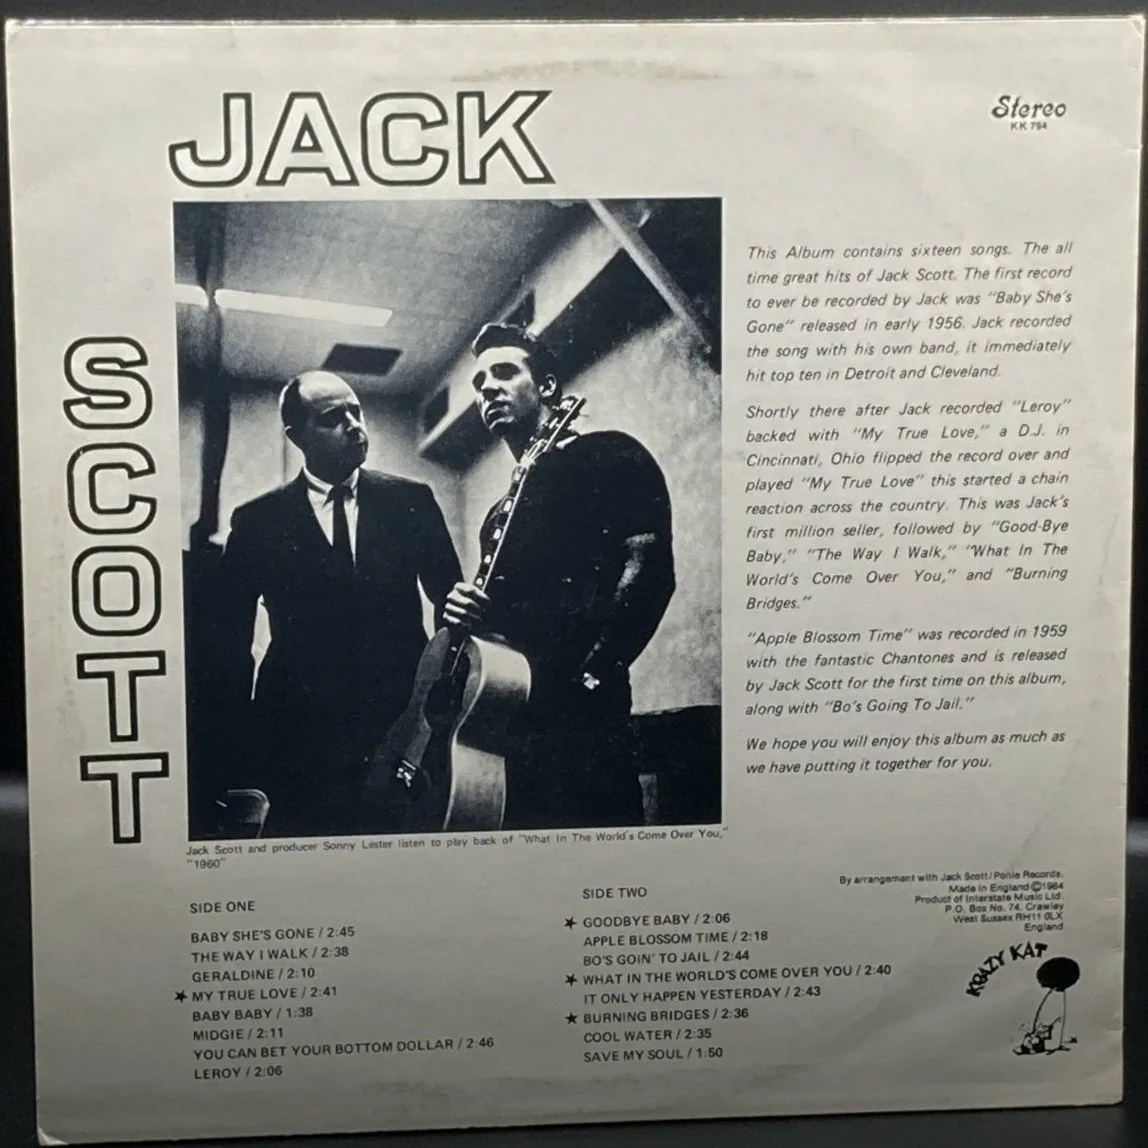 JACK
SCOTT
Stereo
KK 794
This Album contains sixteen songs. The all
time great hits of Jack Scott. The first record
to ever be recorded by Jack was "Baby She's
Gone" released in early 1956. Jack recorded
the song with his own band, it immediately
hit top ten in Detroit and Cleveland.
Shortly there after Jack recorded "Leroy"
backed with "My True Love," a D.J. in
Cincinnati, Ohio flipped the record over and
played "My True Love" this started a chain
reaction across the country. This was Jack's
first million seller, followed by "Good-Bye
Baby," "The Way I Walk," "What In The
World's Come Over You," and "Burning
Bridges."
"Apple Blossom Time" was recorded in 1959
with the fantastic Chantones and is released
by Jack Scott for the first time on this album,
along with "Bo's Going To Jail."
We hope you will enjoy this album as much as
we have putting it together for you.
Jack Scott and producer Sonny Lester listen to play back of "What In The World's Come Over You,"
"1960"
SIDE ONE
BABY SHE'S GONE / 2:45
THE WAY I WALK / 2:38
GERALDINE / 2:10
★ MY TRUE LOVE / 2:41
BABY BABY / 1:38
MIDGIE / 2:11
YOU CAN BET YOUR BOTTOM DOLLAR / 2:46
LEROY / 2:06
SIDE TWO
★ GOODBYE BABY / 2:06
APPLE BLOSSOM TIME / 2:18
BO'S GOIN' TO JAIL / 2:44
★ WHAT IN THE WORLD'S COME OVER YOU / 2:40
IT ONLY HAPPEN YESTERDAY / 2:43
★ BURNING BRIDGES / 2:36
COOL WATER / 2:35
SAVE MY SOUL / 1:50
By arrangement with Jack Scott/Ponie Records.
Made in England ©1984
Product of Interstate Music Ltd.
P.O. Box No. 74, Crawley
West Sussex RH11 0LX
England
KRAZY KAT